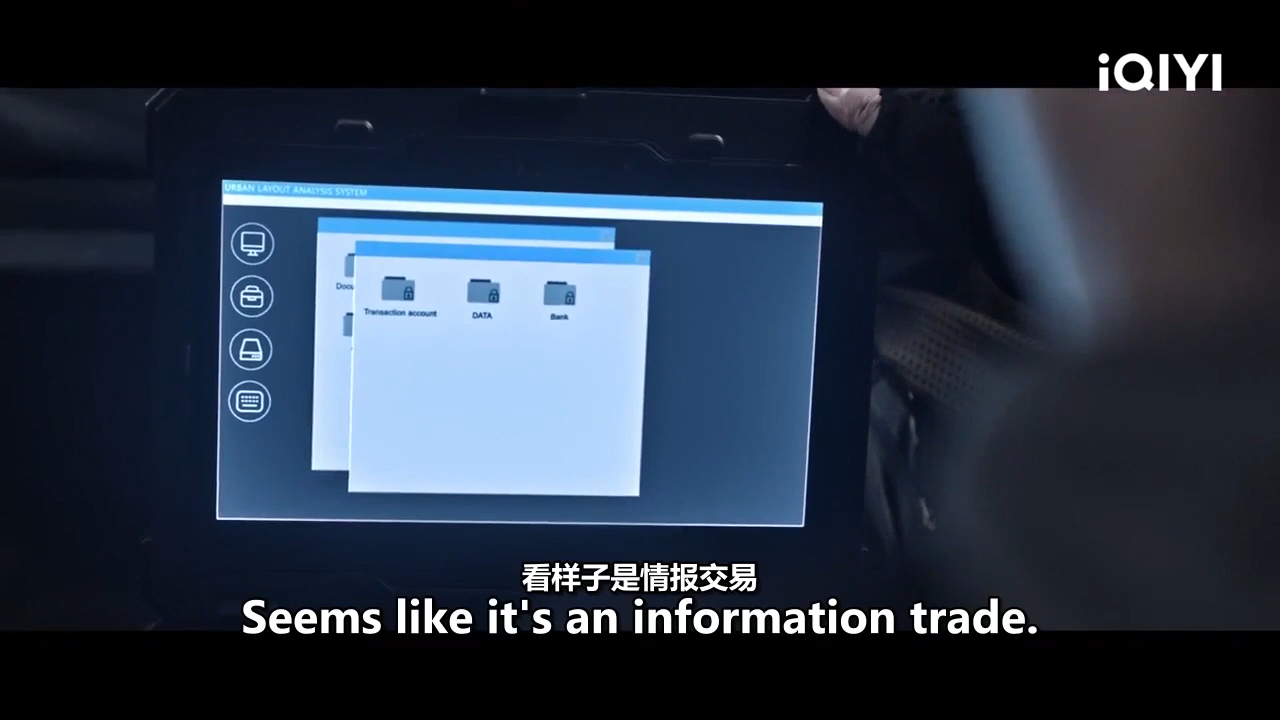 iQIYI
URBAN LAYOUT ANALYSIS SYSTEM
Transaction account
DATA
Bank
看样子是情报交易
Seems like it's an information trade.